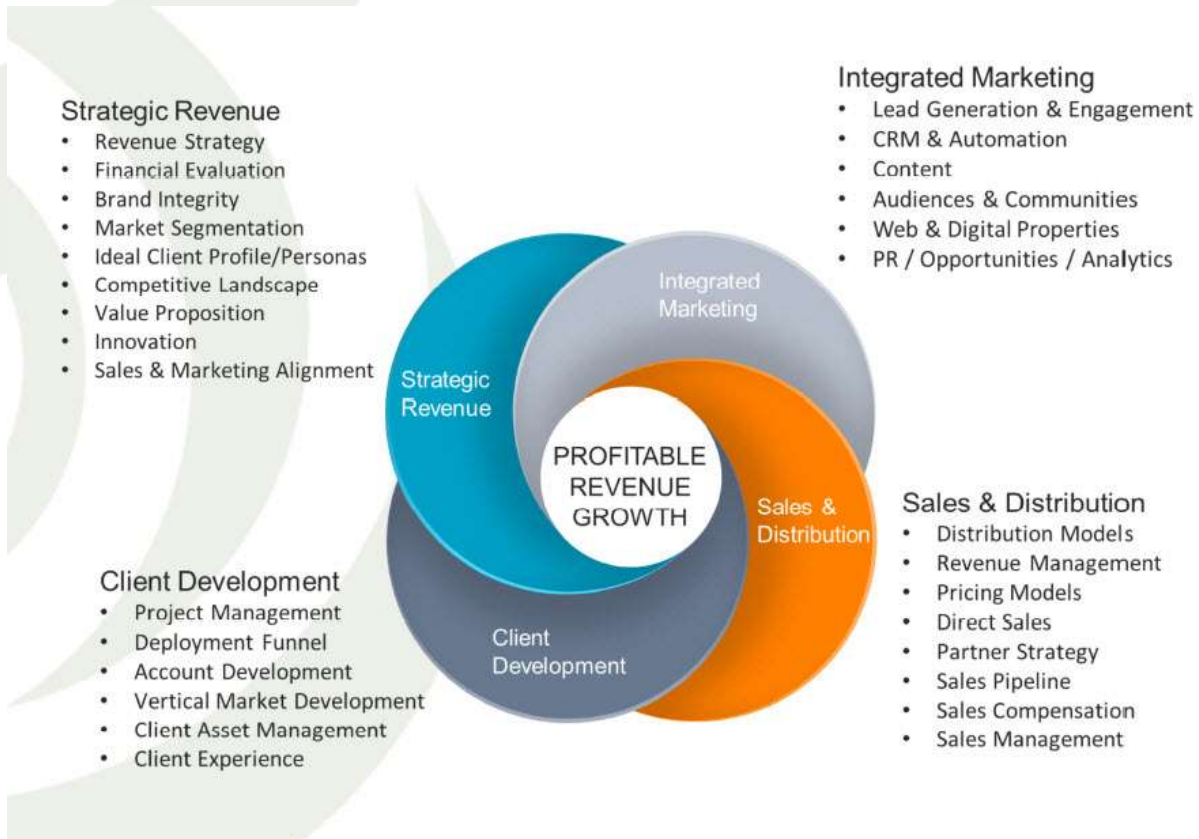 Strategic Revenue
• Revenue Strategy
• Financial Evaluation
• Brand Integrity
• Market Segmentation
• Ideal Client Profile/Personas
• Competitive Landscape
• Value Proposition
• Innovation
• Sales & Marketing Alignment
Integrated Marketing
• Lead Generation & Engagement
• CRM & Automation
• Content
• Audiences & Communities
• Web & Digital Properties
• PR / Opportunities / Analytics
Integrated
Marketing
Strategic
Revenue
PROFITABLE
REVENUE
GROWTH
Sales &
Distribution
Client
Development
Client Development
• Project Management
• Deployment Funnel
• Account Development
• Vertical Market Development
• Client Asset Management
• Client Experience
Sales & Distribution
• Distribution Models
• Revenue Management
• Pricing Models
• Direct Sales
• Partner Strategy
• Sales Pipeline
• Sales Compensation
• Sales Management